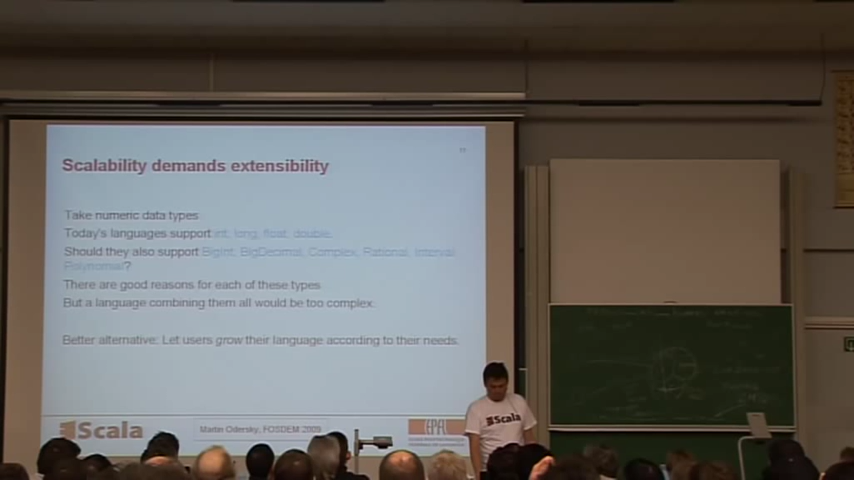 Scalability demands extensibility
Take numeric data types
Today's languages support int, long, float, double.
Should they also support BigInt, BigDecimal, Complex, Rational, Interval
Polynomial?
There are good reasons for each of these types
But a language combining them all would be too complex.
Better alternative: Let users grow their language according to their needs.
Scala
Martin Odersky, FOSDEM 2009
EPFL
Scala